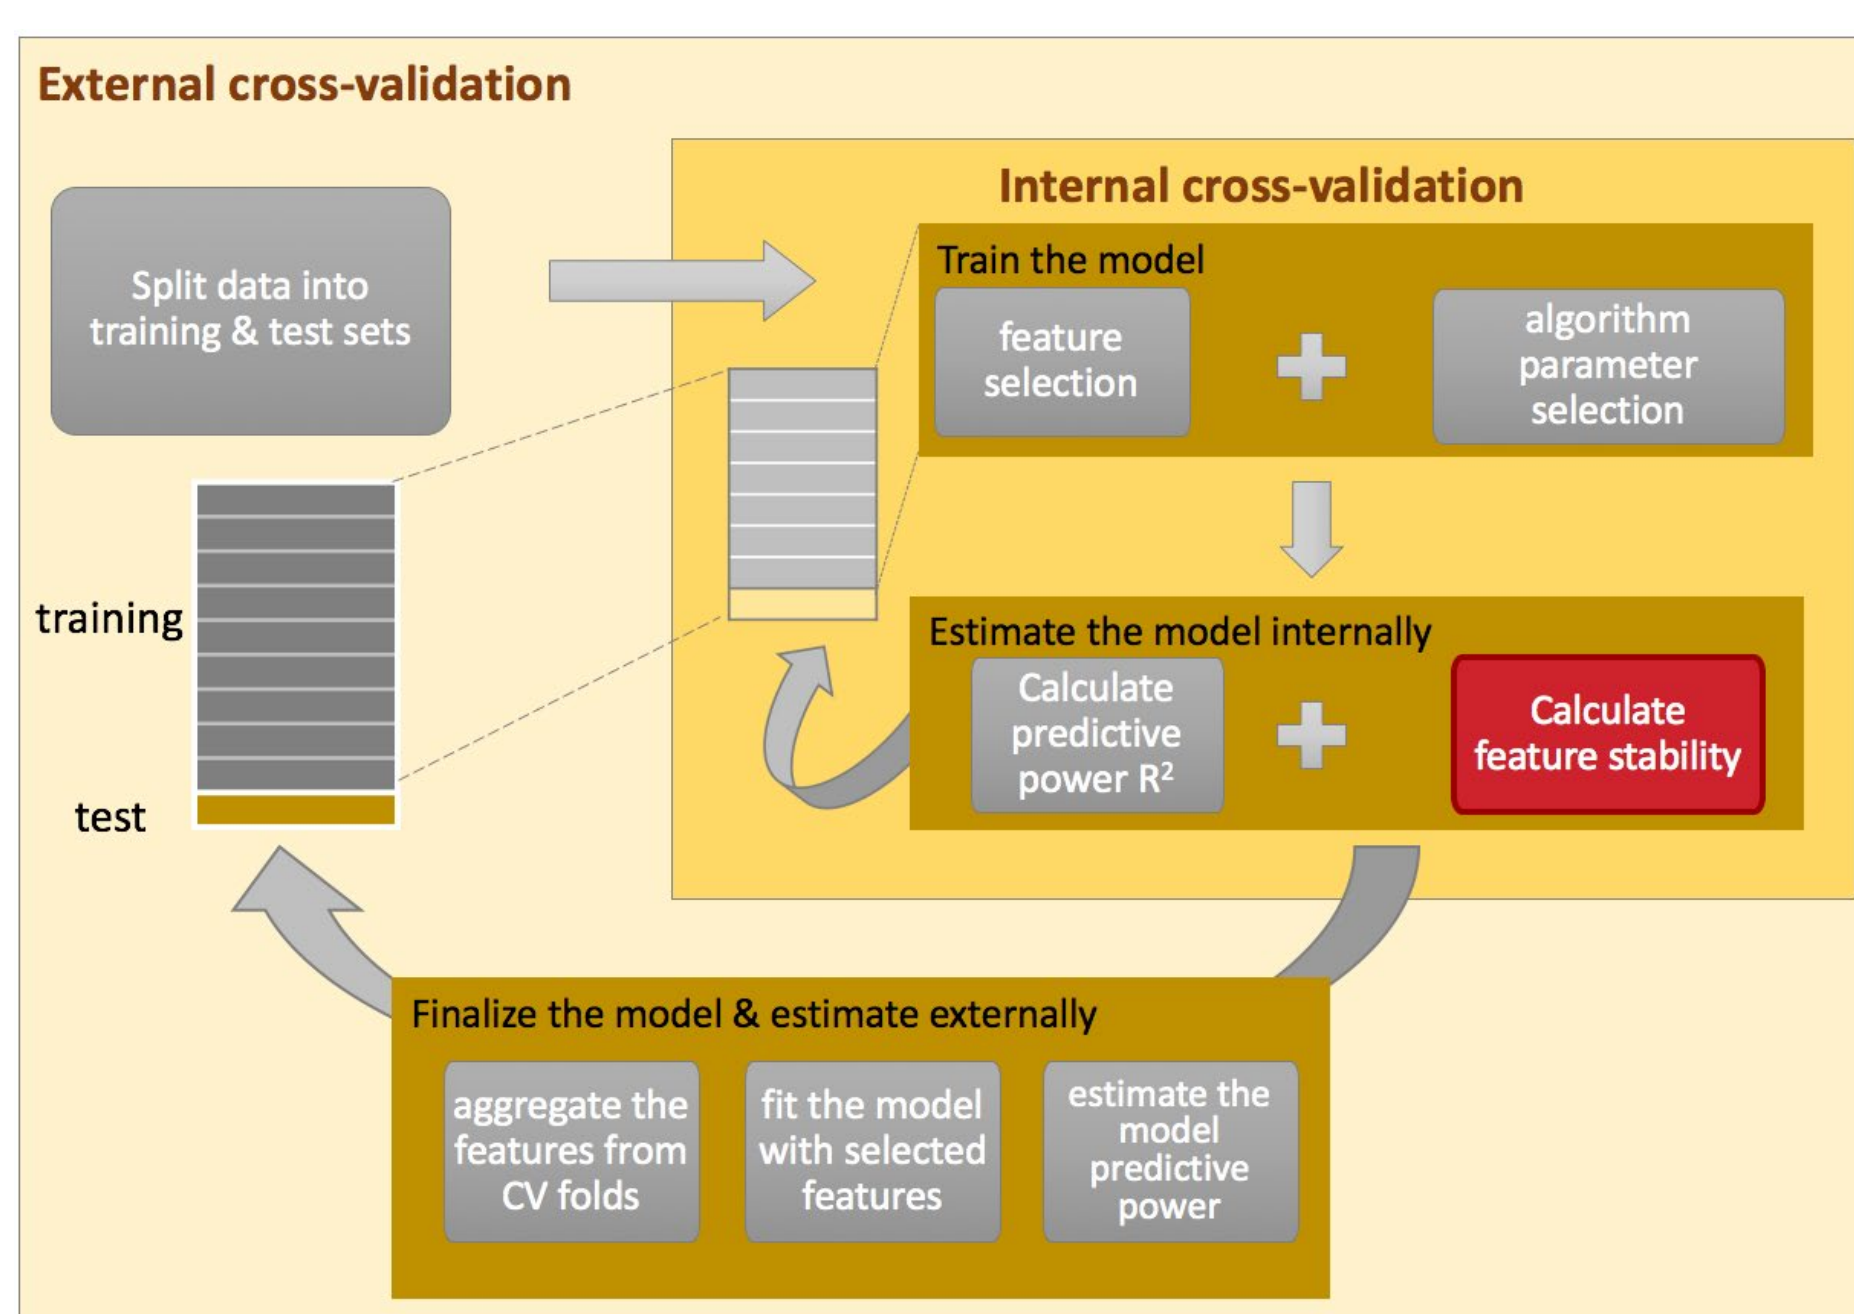 External cross-validation
Internal cross-validation
Split data into
training & test sets
Train the model
feature
selection
algorithm
parameter
selection
training
test
Estimate the model internally
Calculate
predictive
power R²
Calculate
feature stability
Finalize the model & estimate externally
aggregate the
features from
CV folds
fit the model
with selected
features
estimate the
model
predictive
power